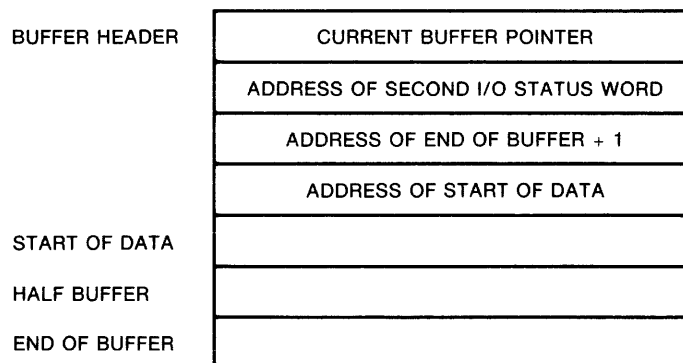 BUFFER HEADER CURRENT BUFFER POINTER
ADDRESS OF SECOND I/O STATUS WORD
ADDRESS OF END OF BUFFER + 1
ADDRESS OF START OF DATA
START OF DATA
HALF BUFFER
END OF BUFFER